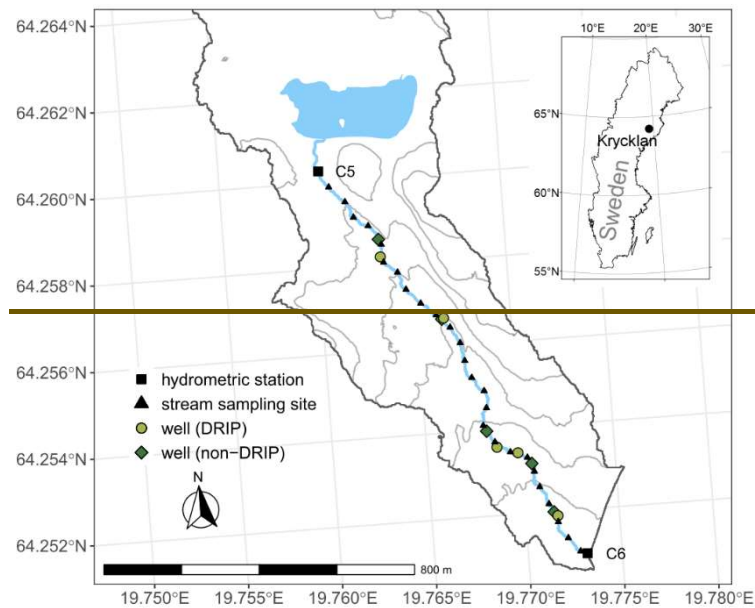 64.264°N
64.262°N
64.260°N
64.258°N
64.256°N
64.254°N
64.252°N
C5
C6
hydrometric station
stream sampling site
well (DRIP)
well (non−DRIP)
N
800 m
19.750°E
19.755°E
19.760°E
19.765°E
19.770°E
19.775°E
19.780°E
10°E
20°E
30°E
65°N
60°N
55°N
Krycklan
Sweden